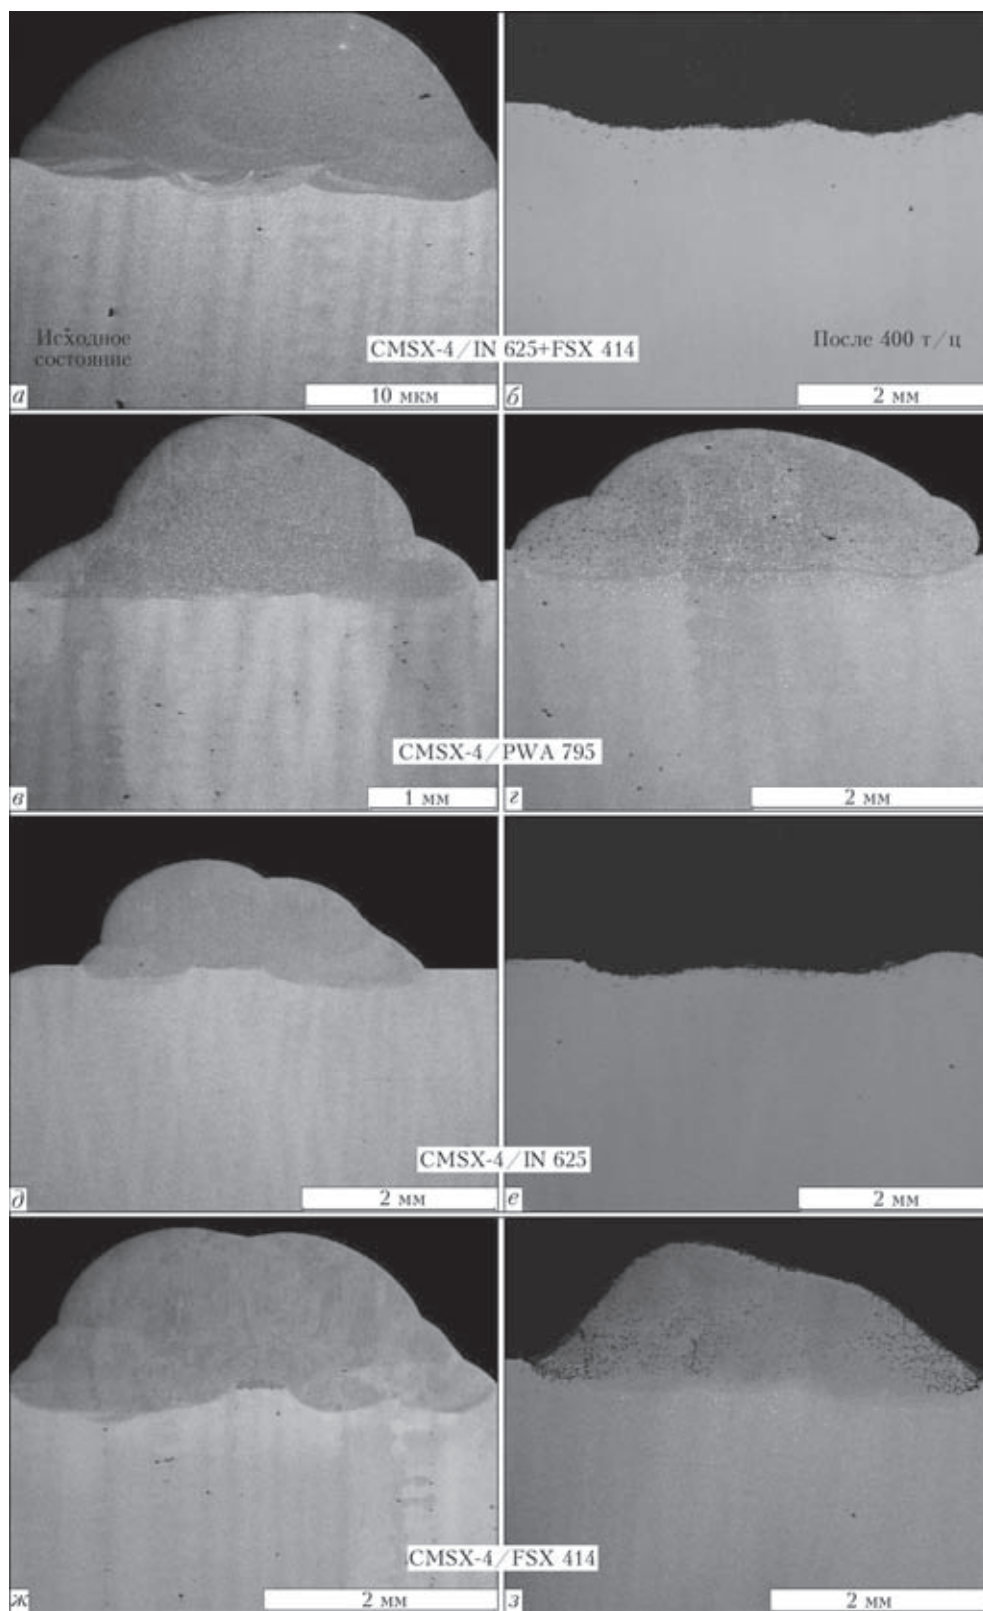 Исходное
состояние
CMSX-4/IN 625+FSX 414
После 400 т/ц
а
10 мкм
б
2 мм
CMSX-4/PWA 795
в
1 мм
г
2 мм
CMSX-4/IN 625
д
2 мм
е
2 мм
CMSX-4/FSX 414
ж
2 мм
з
2 мм